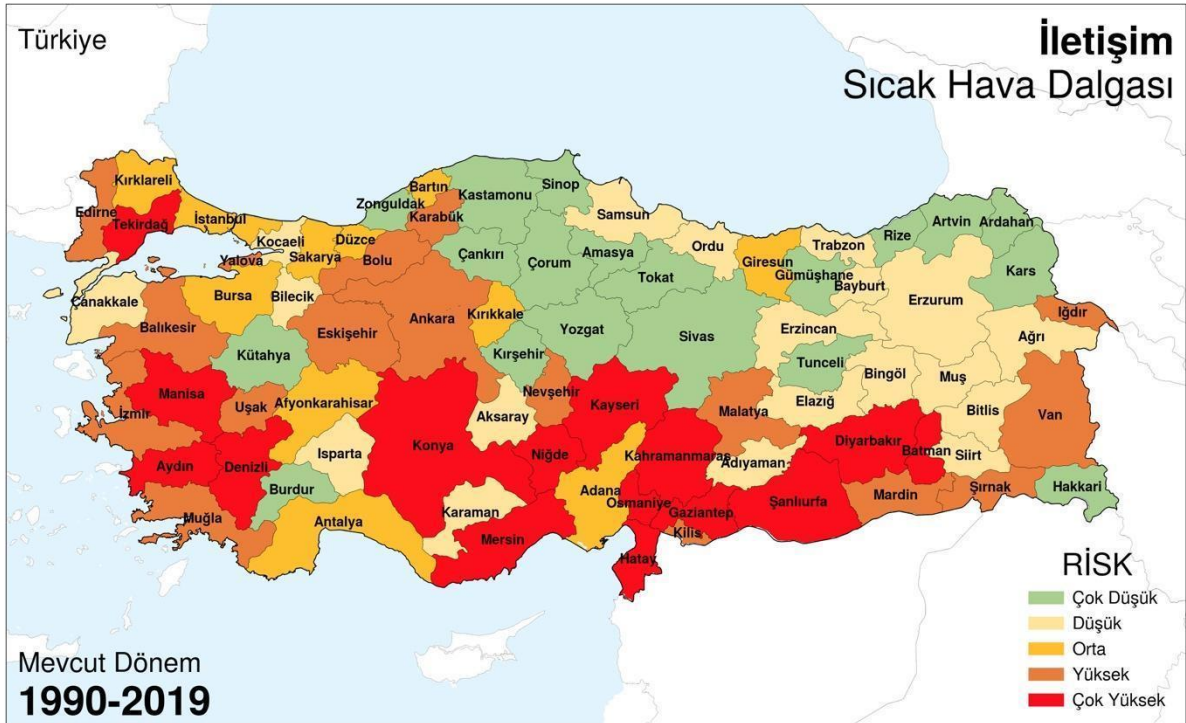 Türkiye
İletişim
Sıcak Hava Dalgası
Kırklareli
Edirne
Tekirdağ
İstanbul
Kocaeli
Yalova
Sakarya
Düzce
Zonguldak
Bartın
Karabük
Kastamonu
Sinop
Bolu
Çankırı
Çorum
Samsun
Amasya
Tokat
Ordu
Giresun
Gümüşhane
Trabzon
Bayburt
Rize
Artvin
Ardahan
Kars
Erzurum
Iğdır
Ağrı
Çanakkale
Bursa
Bilecik
Balıkesir
Kütahya
Eskişehir
Ankara
Kırıkkale
Kırşehir
Yozgat
Sivas
Erzincan
Tunceli
Bingöl
Muş
Elazığ
Bitlis
Van
Manisa
İzmir
Uşak
Afyonkarahisar
Konya
Aksaray
Nevşehir
Kayseri
Malatya
Diyarbakır
Batman
Siirt
Aydın
Denizli
Isparta
Burdur
Niğde
Kahramanmaraş
Adıyaman
Şanlıurfa
Mardin
Şırnak
Hakkari
Muğla
Antalya
Karaman
Mersin
Adana
Osmaniye
Gaziantep
Kilis
Hatay
RİSK
Çok Düşük
Düşük
Orta
Yüksek
Çok Yüksek
Mevcut Dönem
1990-2019